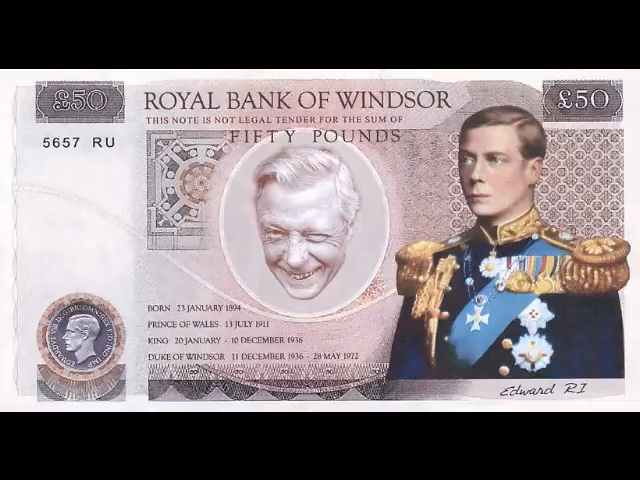 £50
ROYAL BANK OF WINDSOR
£50
THIS NOTE IS NOT LEGAL TENDER FOR THE SUM OF
FIFTY POUNDS
5657 RU
BORN 23 JANUARY 1894
PRINCE OF WALES 13 JULY 1911
KING 20 JANUARY - 10 DECEMBER 1936
DUKE OF WINDSOR 11 DECEMBER 1936 - 28 MAY 1972
Edward RI